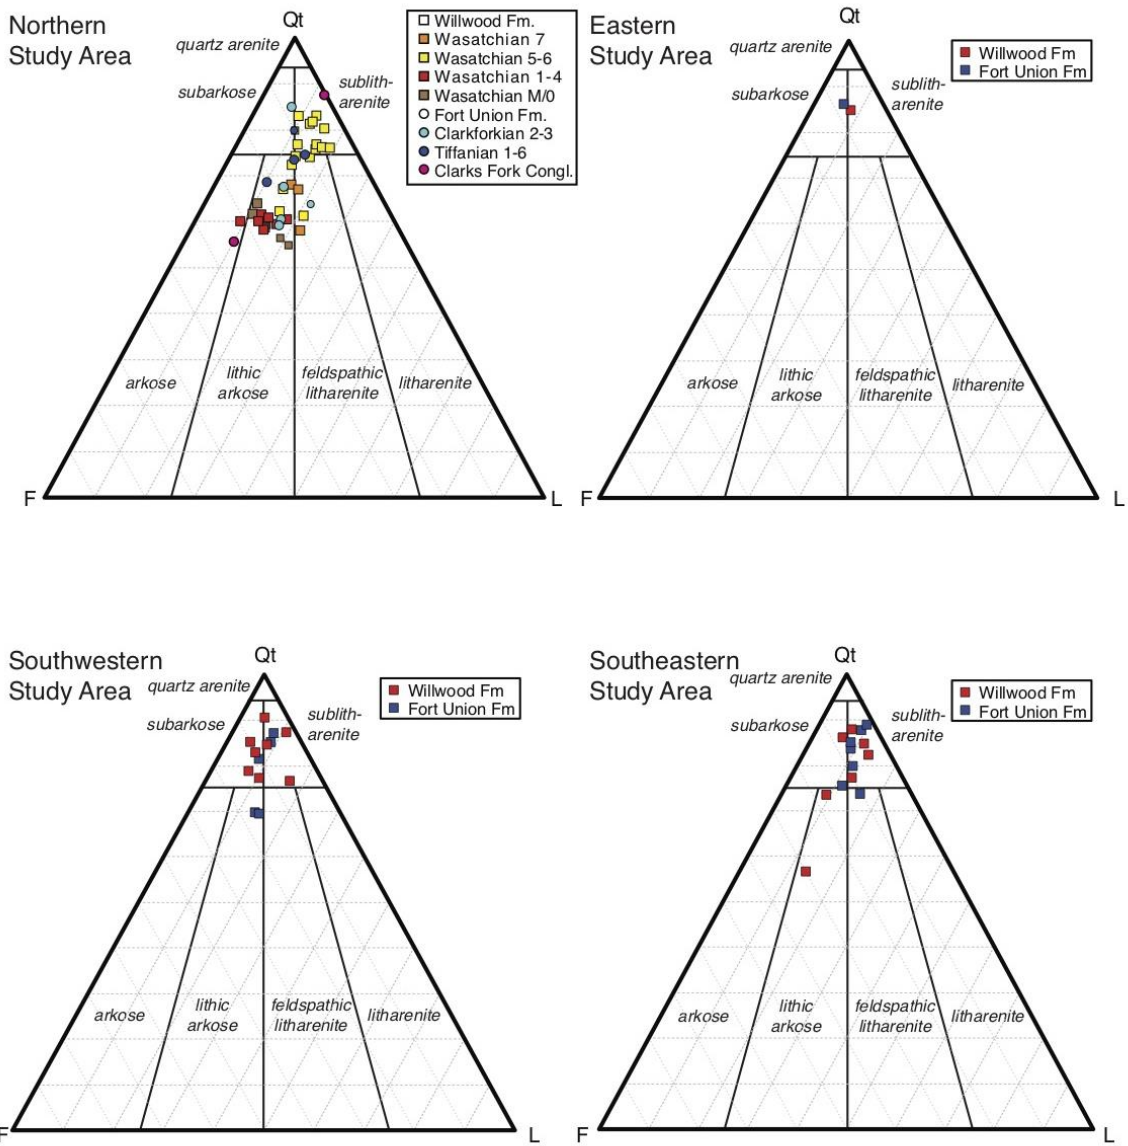 Northern
Study Area
Qt
quartz arenite
subarkose
sublith-
arenite
Willwood Fm.
Wasatchian 7
Wasatchian 5-6
Wasatchian 1-4
Wasatchian M/0
Fort Union Fm.
Clarkforkian 2-3
Tiffanian 1-6
Clarks Fork Congl.
arkose
lithic
arkose
feldspathic
litharenite
litharenite
F
L
Eastern
Study Area
Qt
quartz arenite
subarkose
sublith-
arenite
Willwood Fm
Fort Union Fm
arkose
lithic
arkose
feldspathic
litharenite
litharenite
F
L
Southwestern
Study Area
Qt
quartz arenite
subarkose
sublith-
arenite
Willwood Fm
Fort Union Fm
arkose
lithic
arkose
feldspathic
litharenite
litharenite
F
L
Southeastern
Study Area
Qt
quartz arenite
subarkose
sublith-
arenite
Willwood Fm
Fort Union Fm
arkose
lithic
arkose
feldspathic
litharenite
litharenite
F
L